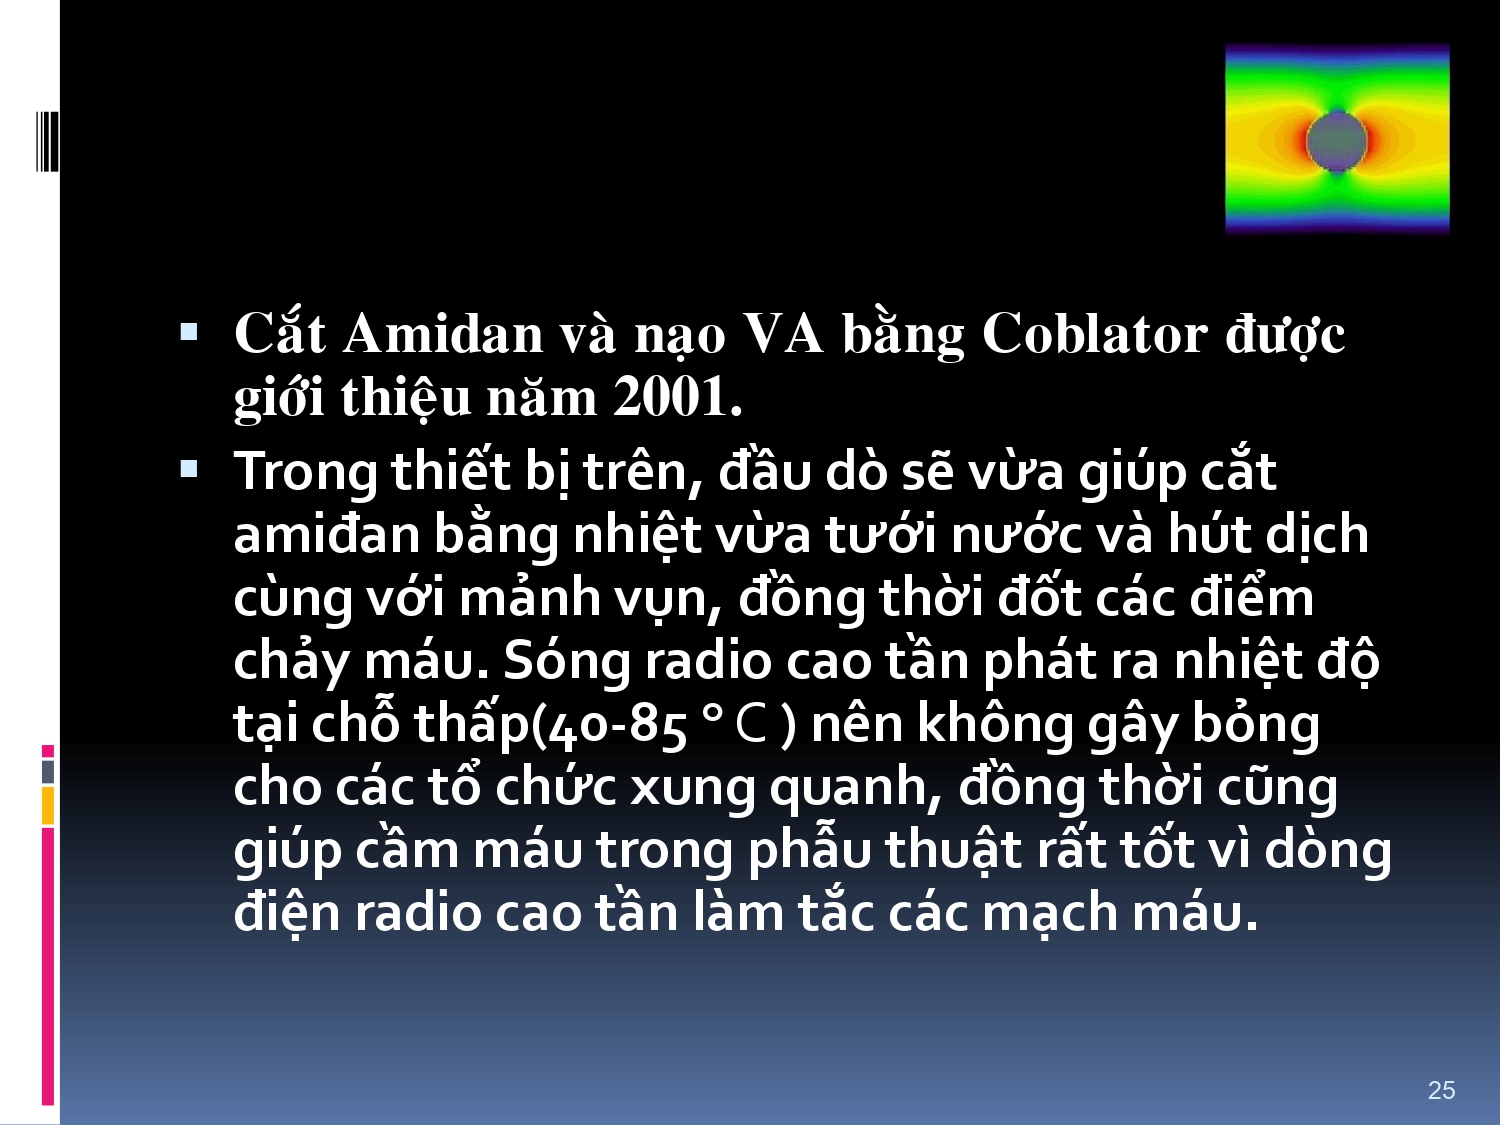 Cắt Amidan và nạo VA bằng Coblator được
giới thiệu năm 2001.
Trong thiết bị trên, đầu dò sẽ vừa giúp cắt
amiđan bằng nhiệt vừa tưới nước và hút dịch
cùng với mảnh vụn, đồng thời đốt các điểm
chảy máu. Sóng radio cao tần phát ra nhiệt độ
tại chỗ thấp(40-85 ° C ) nên không gây bỏng
cho các tổ chức xung quanh, đồng thời cũng
giúp cầm máu trong phẫu thuật rất tốt vì dòng
điện radio cao tần làm tắc các mạch máu.
25